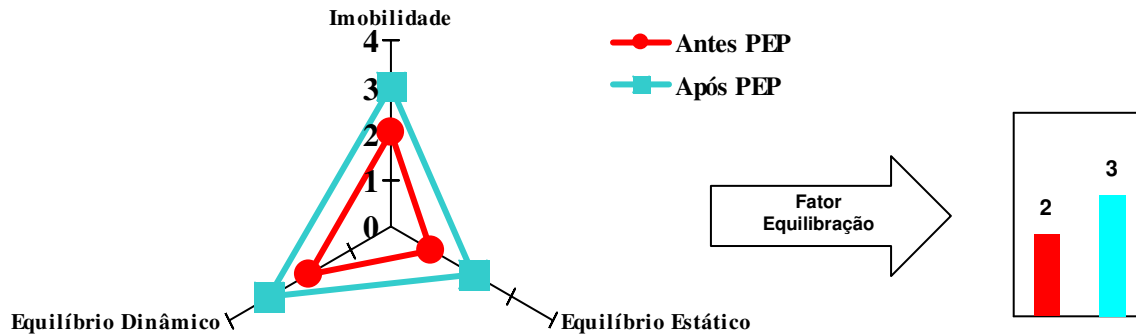 Imobilidade
4
3
2
1
0
Equilíbrio Dinâmico
Equilíbrio Estático
Antes PEP
Após PEP
Fator
Equilibração
2
3